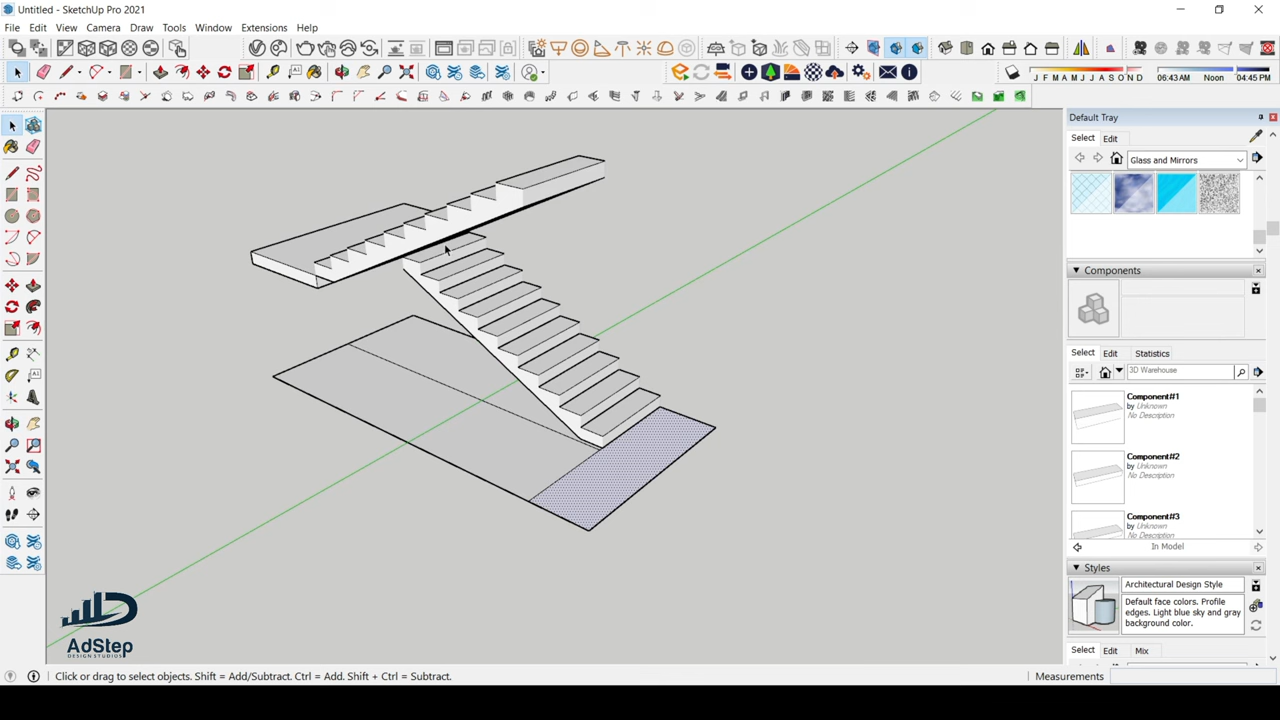 Untitled - SketchUp Pro 2021
File Edit View Camera Draw Tools Window Extensions Help
J F M A M J J A S O N D
06:43 AM Noon 04:45 PM
Default Tray
Select Edit
Glass and Mirrors
Components
Select Edit Statistics
3D Warehouse
Component#1
by Unknown
No Description
Component#2
by Unknown
No Description
Component#3
by Unknown
No Description
In Model
Styles
Architectural Design Style
Default face colors. Profile
edges. Light blue sky and gray
background color.
Select Edit Mix
AdStep
DESIGN STUDIOS
Click or drag to select objects. Shift = Add/Subtract. Ctrl = Add. Shift + Ctrl = Subtract.
Measurements